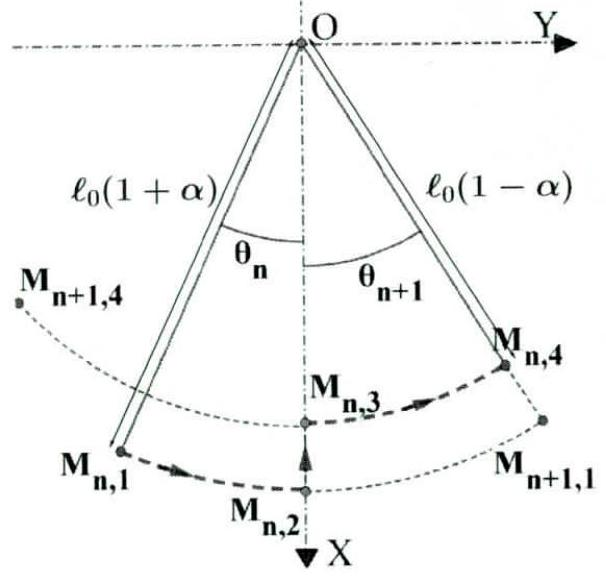 O
Y
ℓ₀(1 + α)
ℓ₀(1 − α)
θₙ
θₙ₊₁
Mₙ₊₁,₄
Mₙ,₄
Mₙ,₃
Mₙ,₁
Mₙ₊₁,₁
Mₙ,₂
X